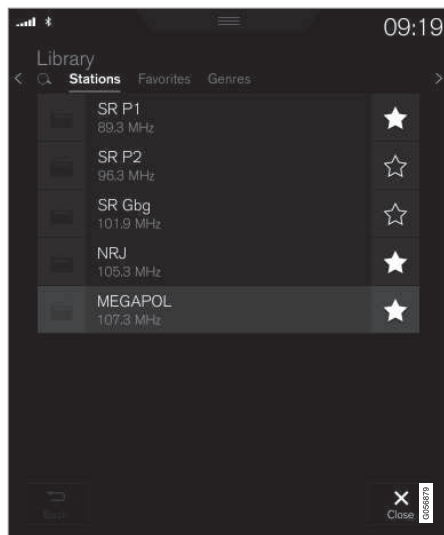 09:19
Library
Stations Favorites Genres
SR P1
89.3 MHz
SR P2
96.3 MHz
SR Gbg
101.9 MHz
NRJ
105.3 MHz
MEGAPOL
107.3 MHz
Back
Close
G056879